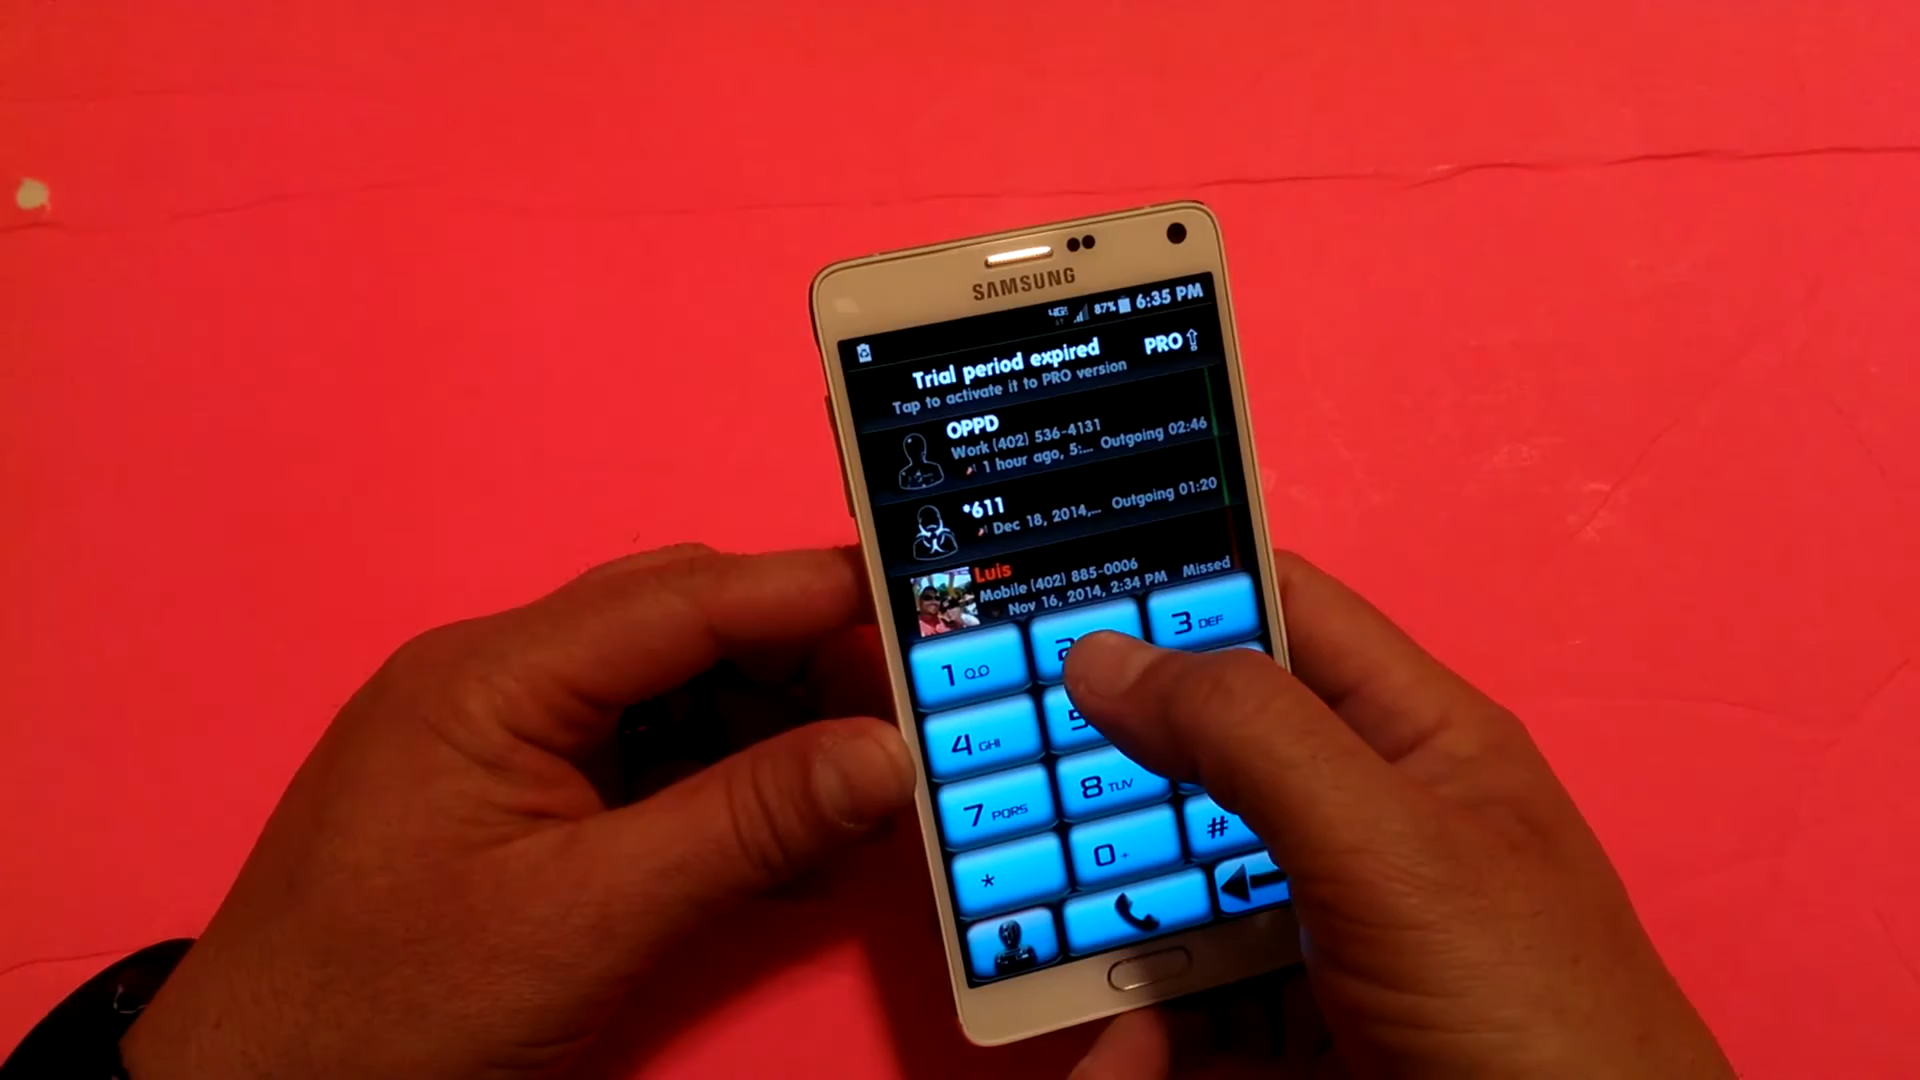 SAMSUNG
4G 87% 6:35 PM
Trial period expired
PRO
Tap to activate it to PRO version
OPPD
Work (402) 536-4131
1 hour ago, 5:... Outgoing 02:46
*611
Dec 18, 2014,... Outgoing 01:20
Luis
Mobile (402) 885-0006
Nov 16, 2014, 2:34 PM Missed
1 2 3 DEF
4 GHI 5
7 PQRS 8 TUV
* 0 + #